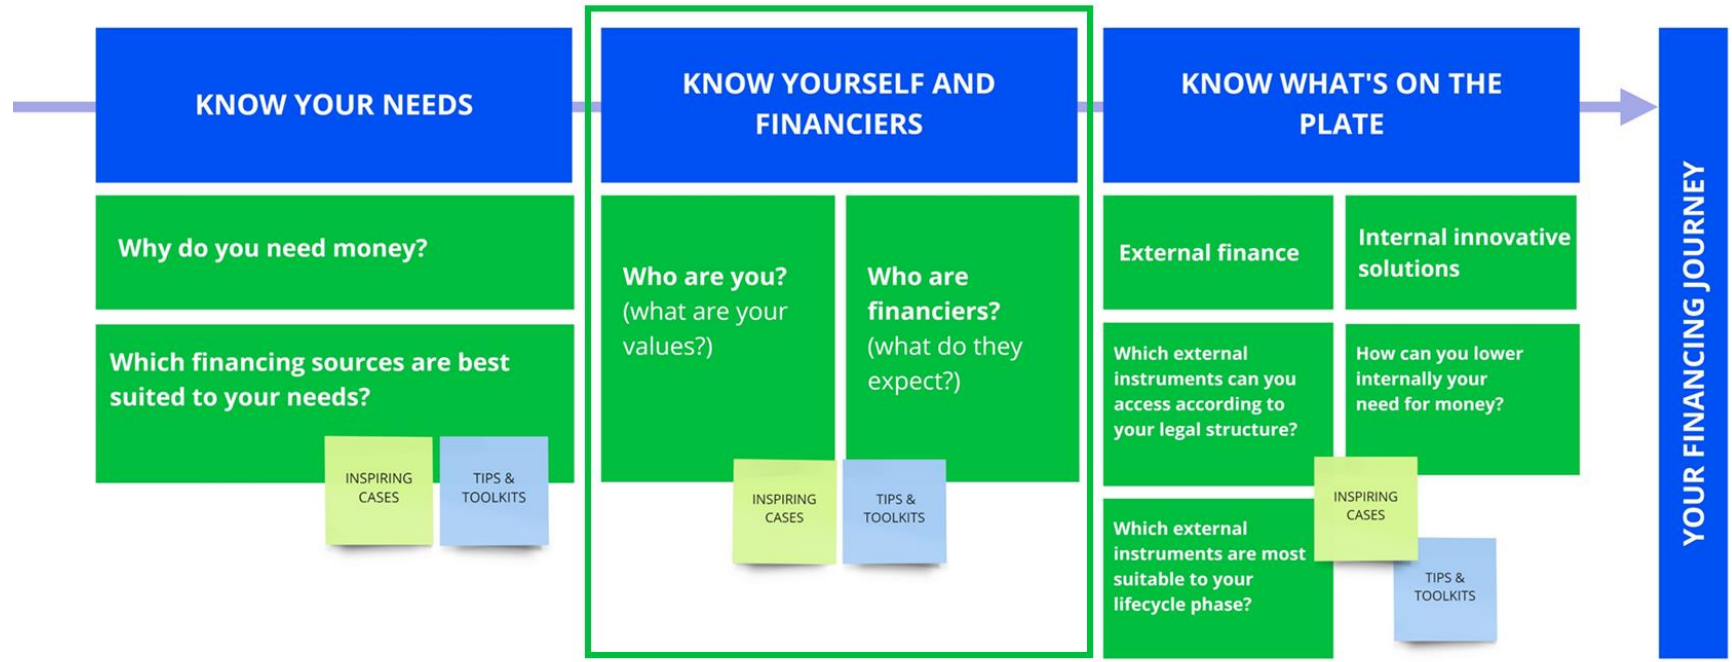 KNOW YOUR NEEDS
Why do you need money?
Which financing sources are best
suited to your needs?
INSPIRING
CASES
TIPS &
TOOLKITS
KNOW YOURSELF AND
FINANCIERS
Who are you?
(what are your
values?)
Who are
financiers?
(what do they
expect?)
INSPIRING
CASES
TIPS &
TOOLKITS
KNOW WHAT'S ON THE
PLATE
External finance
Internal innovative
solutions
Which external
instruments can you
access according to
your legal structure?
How can you lower
internally your
need for money?
Which external
instruments are most
suitable to your
lifecycle phase?
INSPIRING
CASES
TIPS &
TOOLKITS
YOUR FINANCING JOURNEY